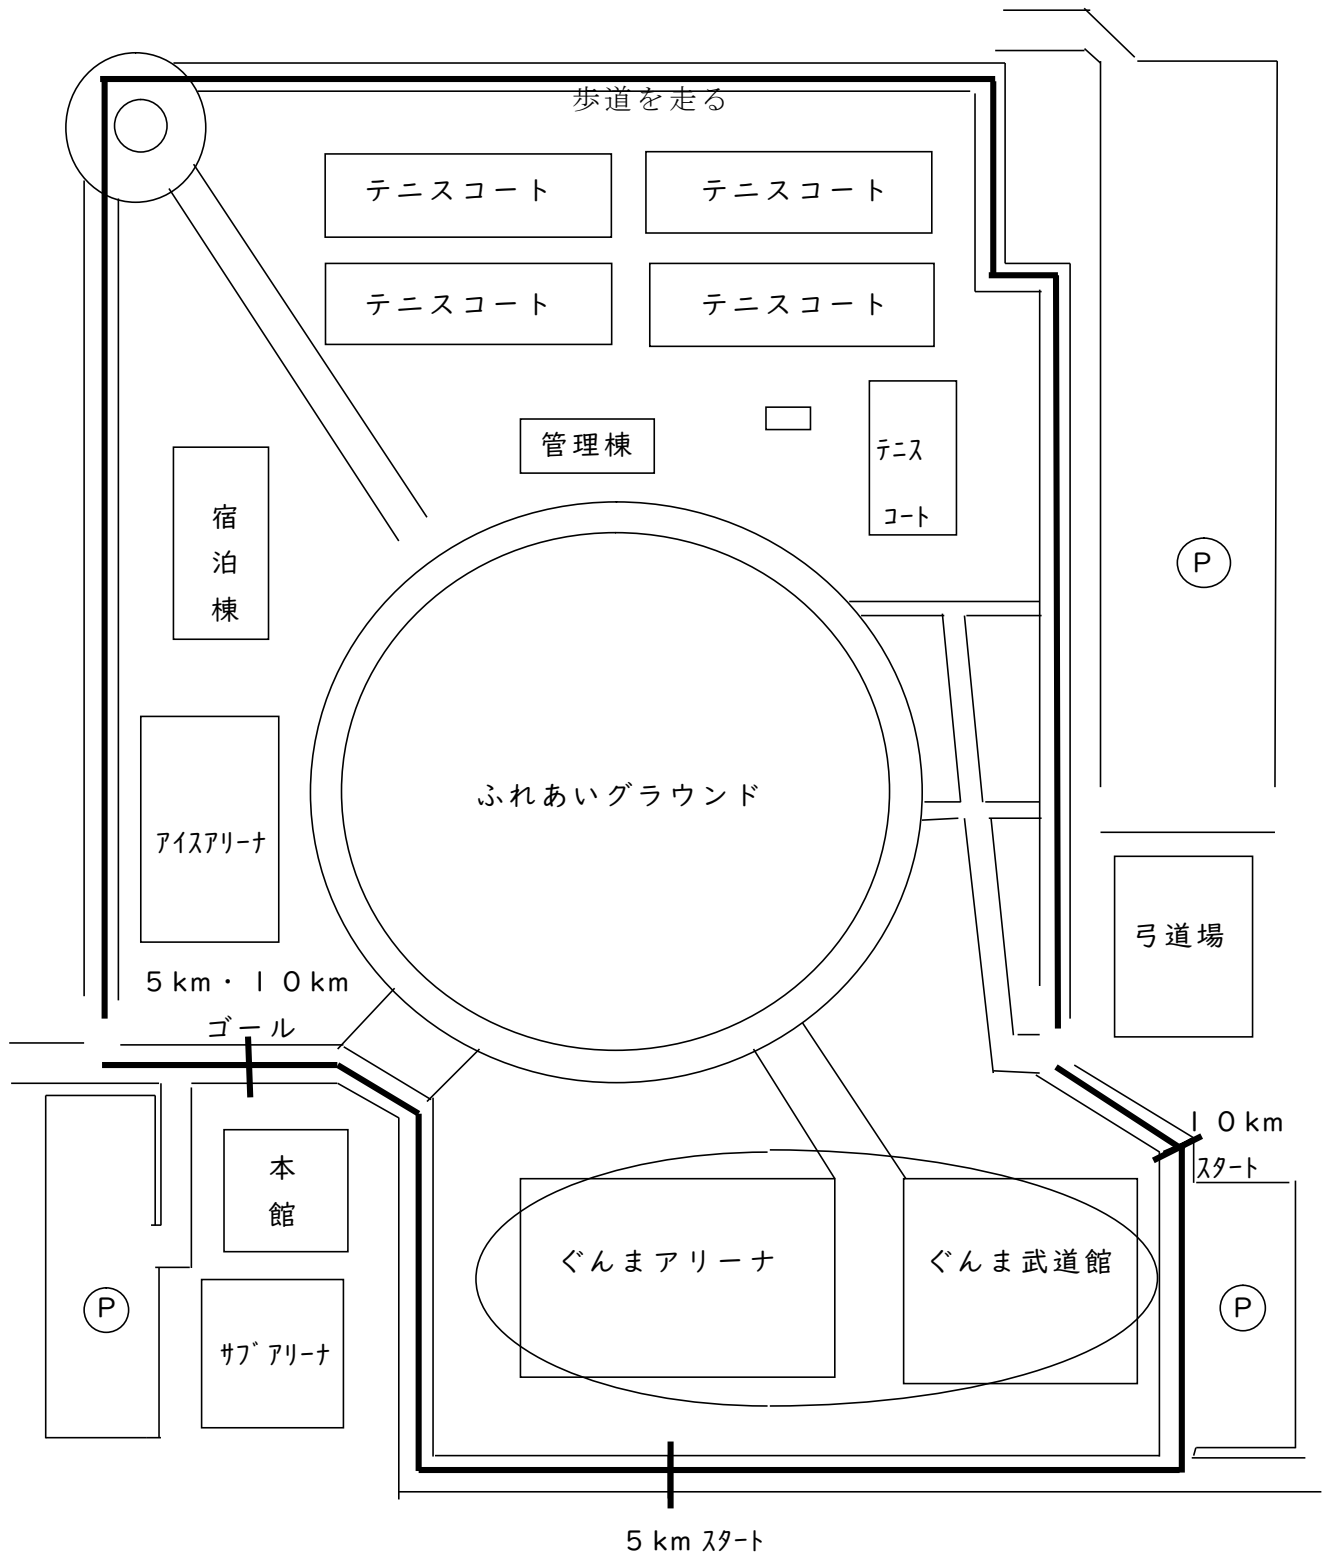 歩道を走る
テニスコート
テニスコート
テニスコート
テニスコート
管理棟
テニス
コート
宿
泊
棟
P
ふれあいグラウンド
アイスアリーナ
弓道場
5km・10km
ゴール
10km
スタート
本
館
ぐんまアリーナ
ぐんま武道館
P
P
サブアリーナ
5kmスタート